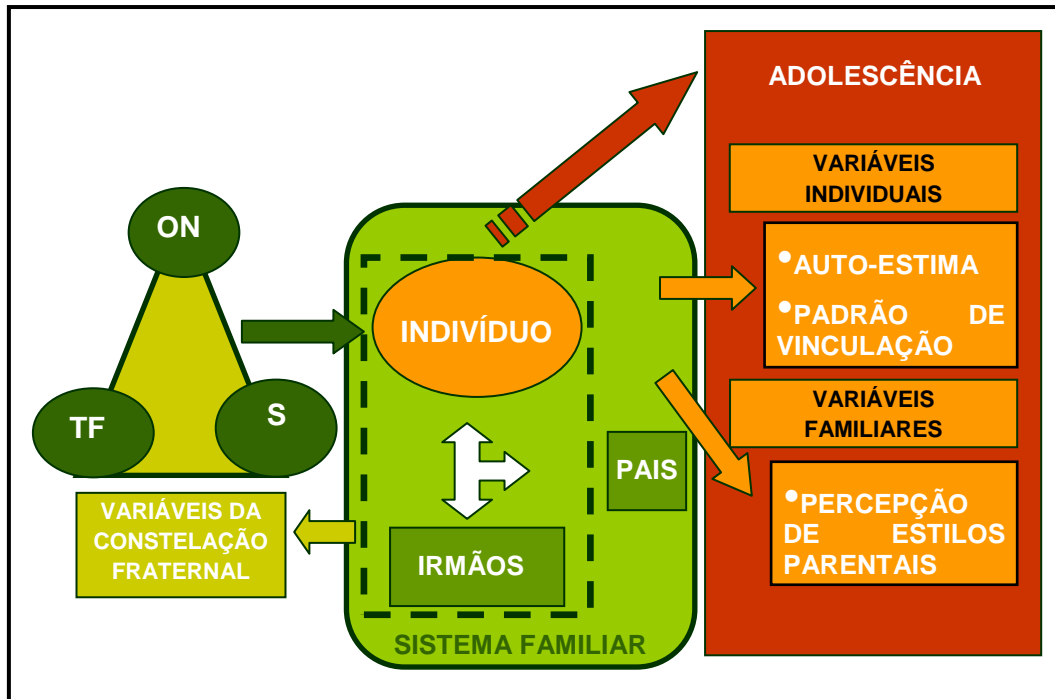 ON
TF
S
VARIÁVEIS DA
CONSTELAÇÃO
FRATERNAL
INDIVÍDUO
IRMÃOS
PAIS
SISTEMA FAMILIAR
ADOLESCÊNCIA
VARIÁVEIS
INDIVIDUAIS
•AUTO-ESTIMA
•PADRÃO DE
VINCULAÇÃO
VARIÁVEIS
FAMILIARES
•PERCEPÇÃO
DE ESTILOS
PARENTAIS